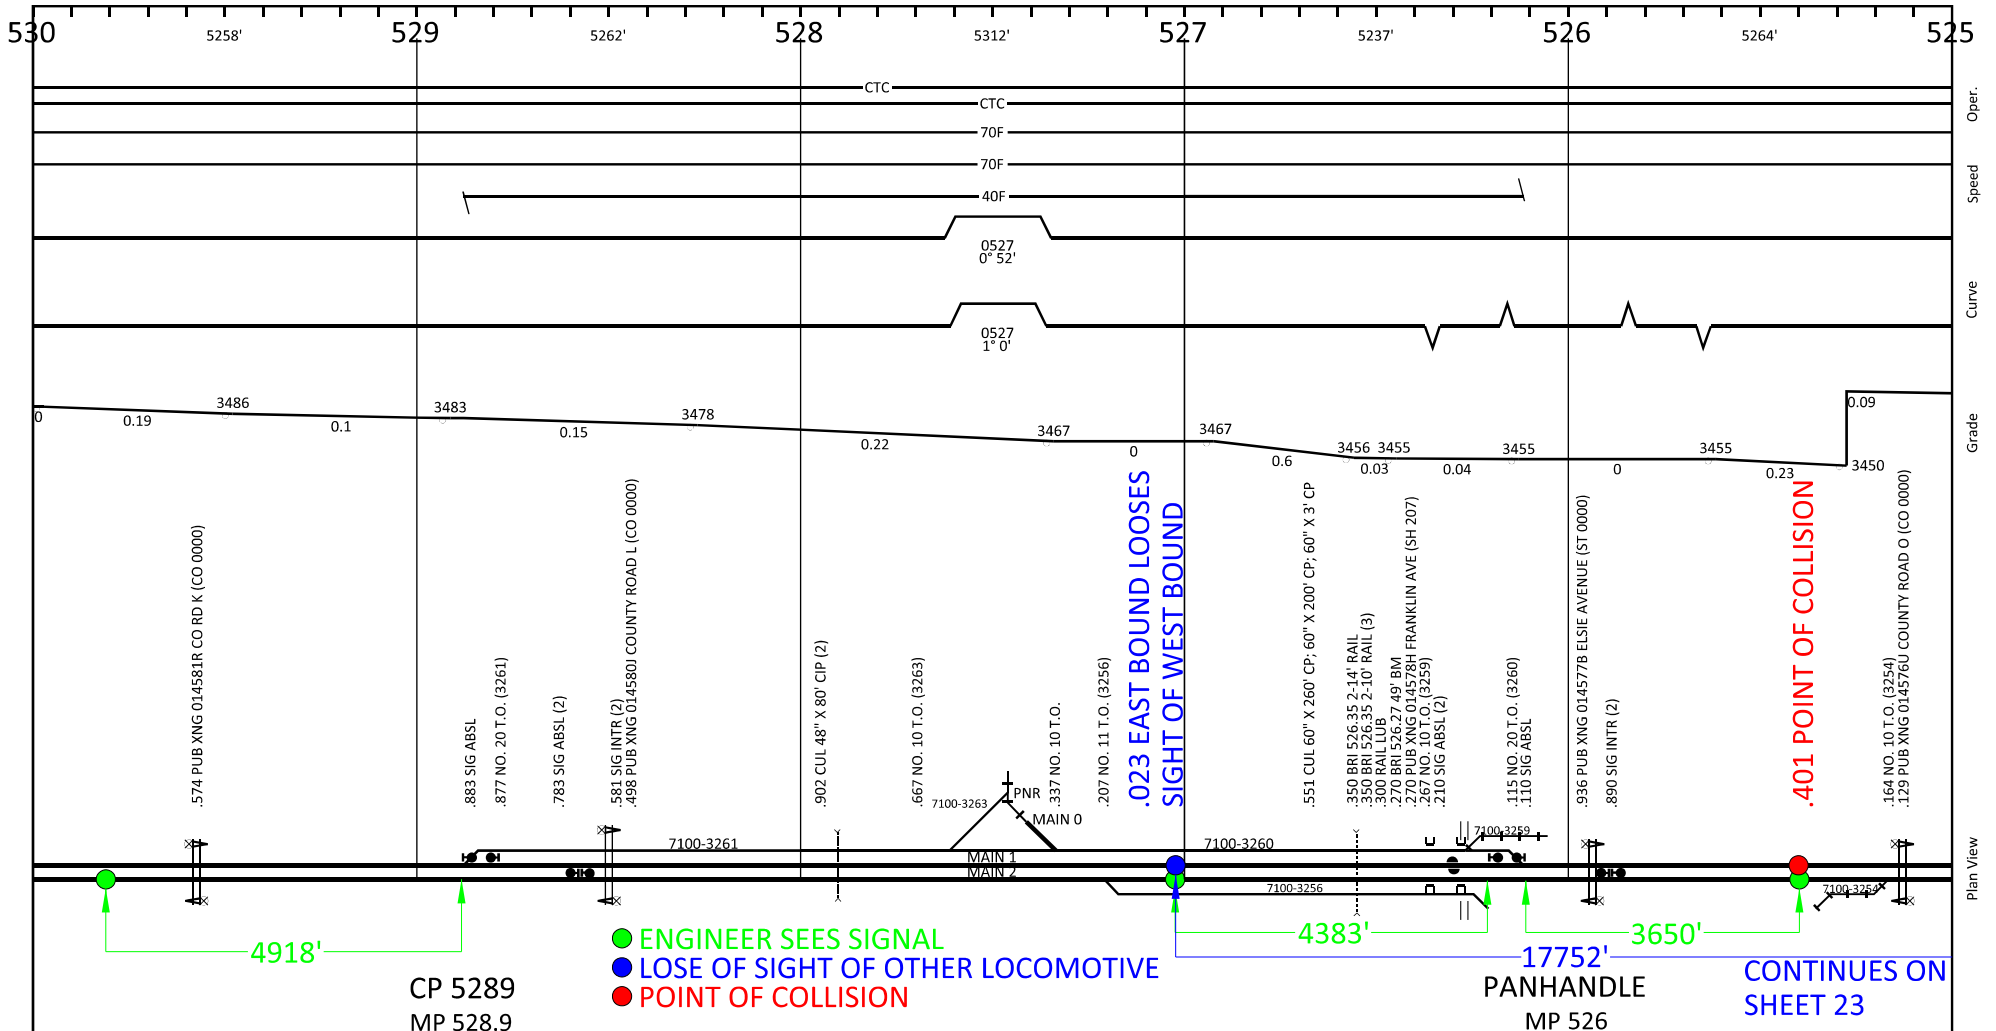 530
5258'
529
5262'
528
5312'
527
5237'
526
5264'
525
CTC
CTC
Oper.
70F
70F
40F
Speed
0527
0° 52'
0527
1° 0'
Curve
0
0.19
3486
0.1
3483
0.15
3478
0.22
3467
0
3467
0.6
3456
0.03
3455
0.04
3455
0
3455
0.23
3450
0.09
Grade
.574 PUB XNG 014581R CO RD K (CO 0000)
.883 SIG ABSL
.877 NO. 20 T.O. (3261)
.783 SIG ABSL (2)
.581 SIG INTR (2)
.498 PUB XNG 014580J COUNTY ROAD L (CO 0000)
.902 CUL 48" X 80' CIP (2)
.667 NO. 10 T.O. (3263)
.337 NO. 10 T.O.
.207 NO. 11 T.O. (3256)
.023 EAST BOUND LOOSES
SIGHT OF WEST BOUND
.551 CUL 60" X 260' CP; 60" X 200' CP; 60" X 3' CP
.350 BRI 526.35 2-14' RAIL
.350 BRI 526.35 2-10' RAIL (3)
.300 RAIL LUB
.270 BRI 526.27 49' BM
.270 PUB XNG 014578H FRANKLIN AVE (SH 207)
.267 NO. 10 T.O. (3259)
.210 SIG ABSL (2)
.115 NO. 20 T.O. (3260)
.110 SIG ABSL
.936 PUB XNG 014577B ELSIE AVENUE (ST 0000)
.890 SIG INTR (2)
.401 POINT OF COLLISION
.164 NO. 10 T.O. (3254)
.129 PUB XNG 014576U COUNTY ROAD O (CO 0000)
7100-3261
7100-3263
PNR
MAIN 0
MAIN 1
MAIN 2
7100-3260
7100-3259
7100-3256
7100-3254
Plan View
4918'
4383'
3650'
17752'
ENGINEER SEES SIGNAL
LOSE OF SIGHT OF OTHER LOCOMOTIVE
POINT OF COLLISION
CP 5289
MP 528.9
PANHANDLE
MP 526
CONTINUES ON
SHEET 23